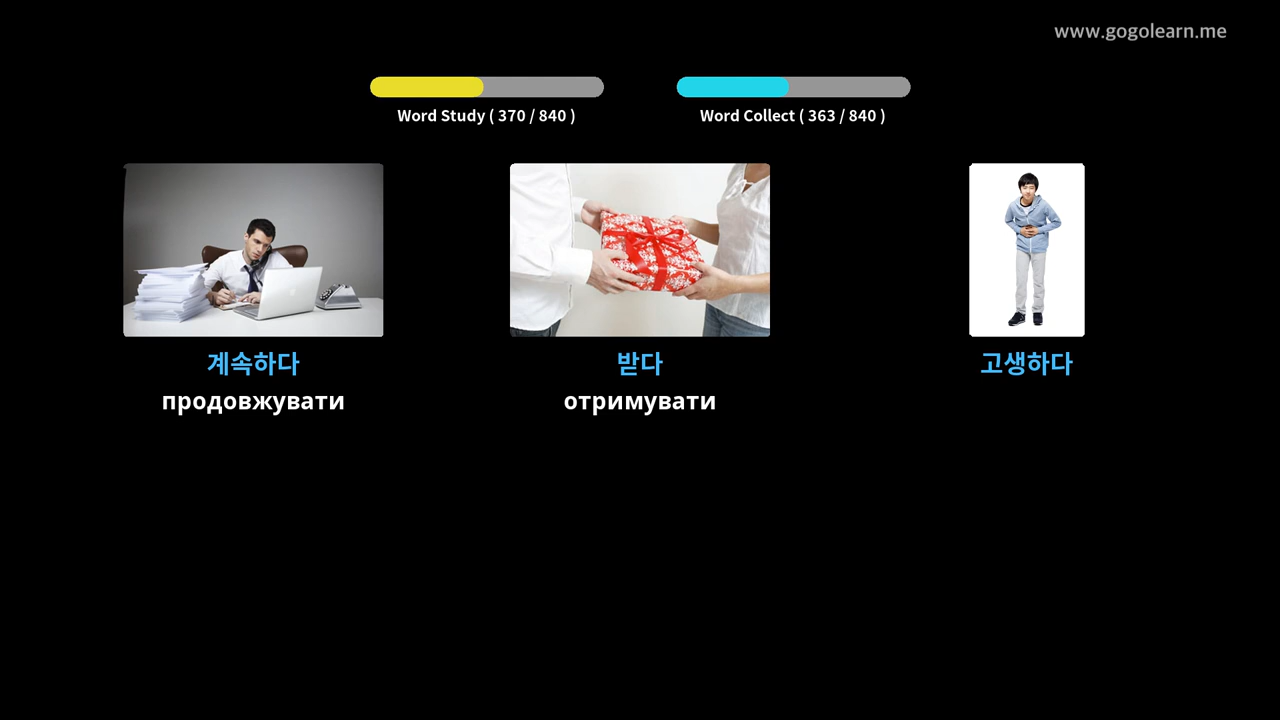 www.gogolearn.me
Word Study ( 370 / 840 )
Word Collect ( 363 / 840 )
계속하다
продовжувати
받다
отримувати
고생하다